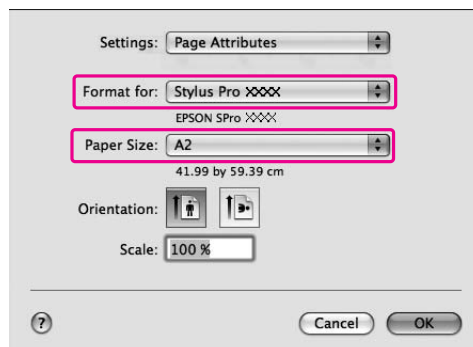 Settings: Page Attributes
Format for: Stylus Pro XXXX
EPSON SPro XXXX
Paper Size: A2
41.99 by 59.39 cm
Orientation:
Scale: 100 %
? Cancel OK